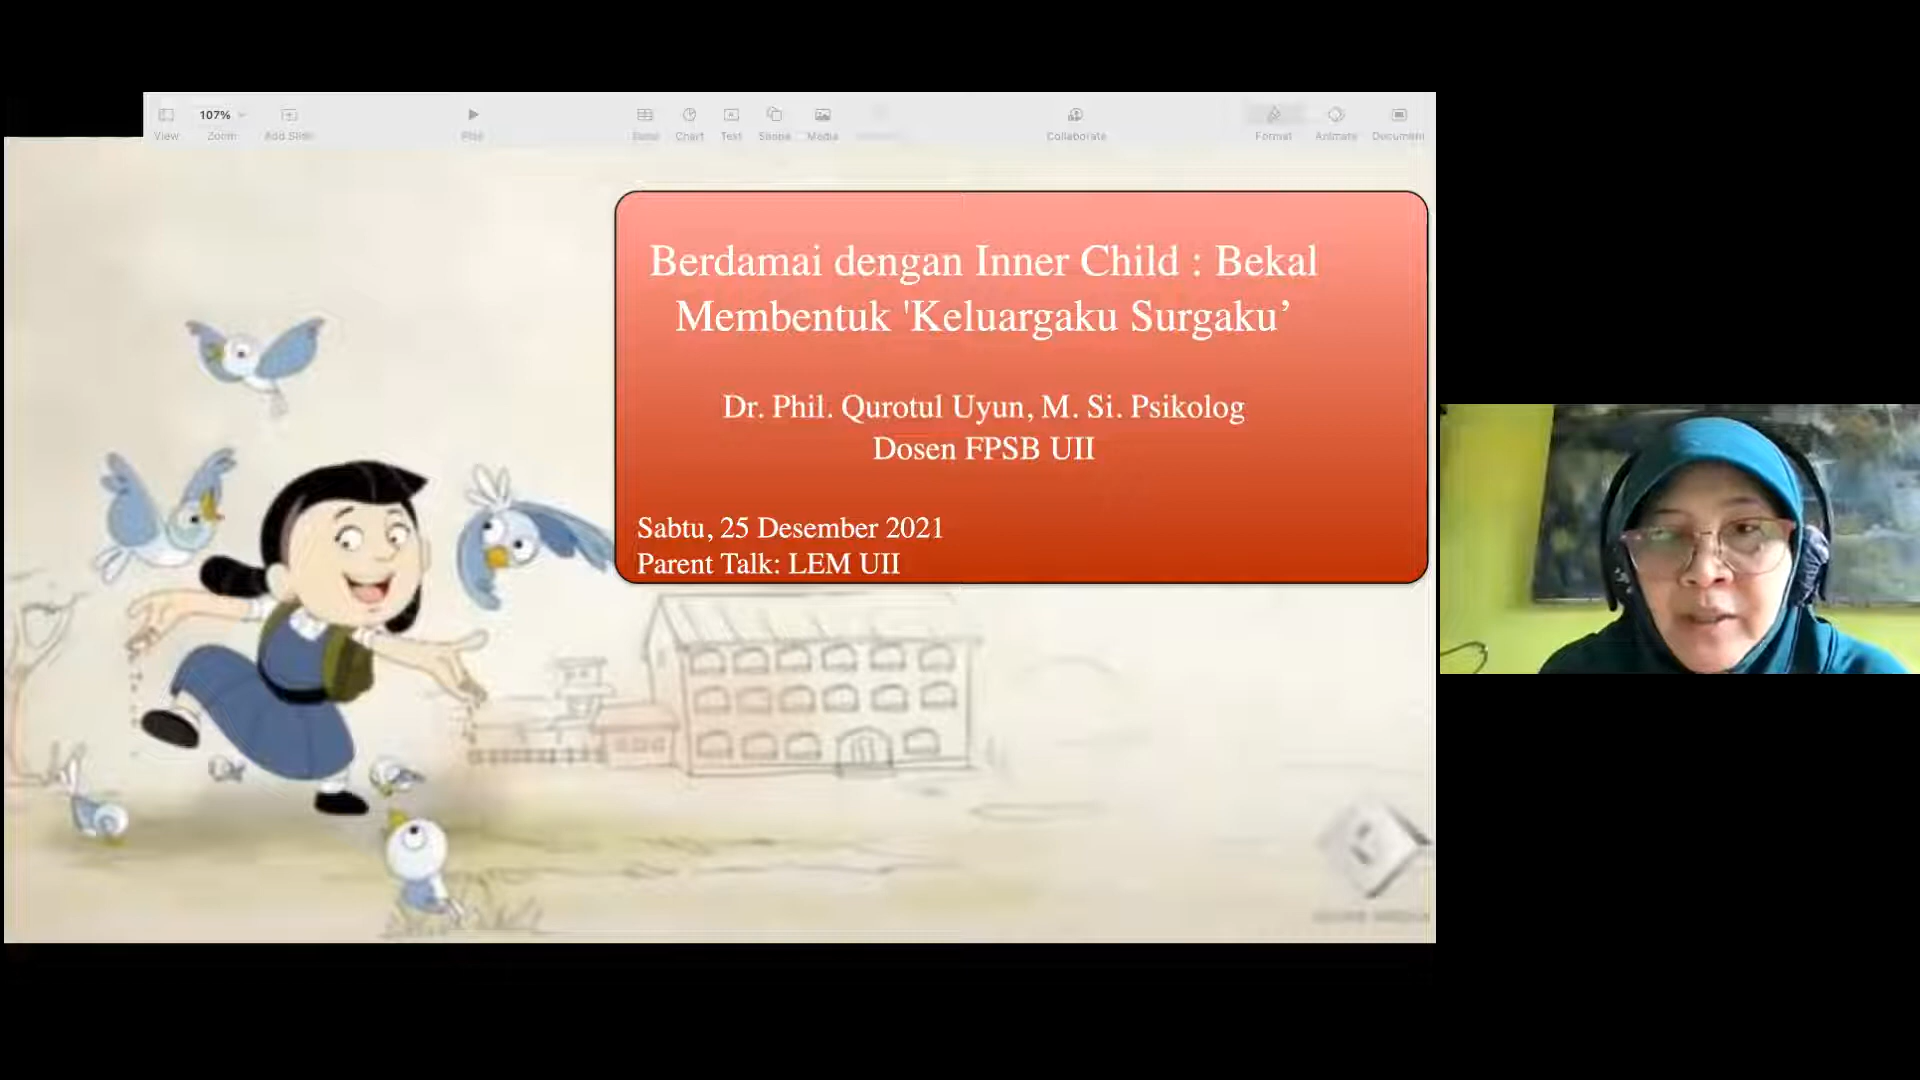 107%
View
Zoom
Add Slide
Play
Table
Chart
Text
Shape
Media
Collaborate
Format
Animate
Document
Berdamai dengan Inner Child : Bekal
Membentuk 'Keluargaku Surgaku’
Dr. Phil. Qurotul Uyun, M. Si. Psikolog
Dosen FPSB UII
Sabtu, 25 Desember 2021
Parent Talk: LEM UII